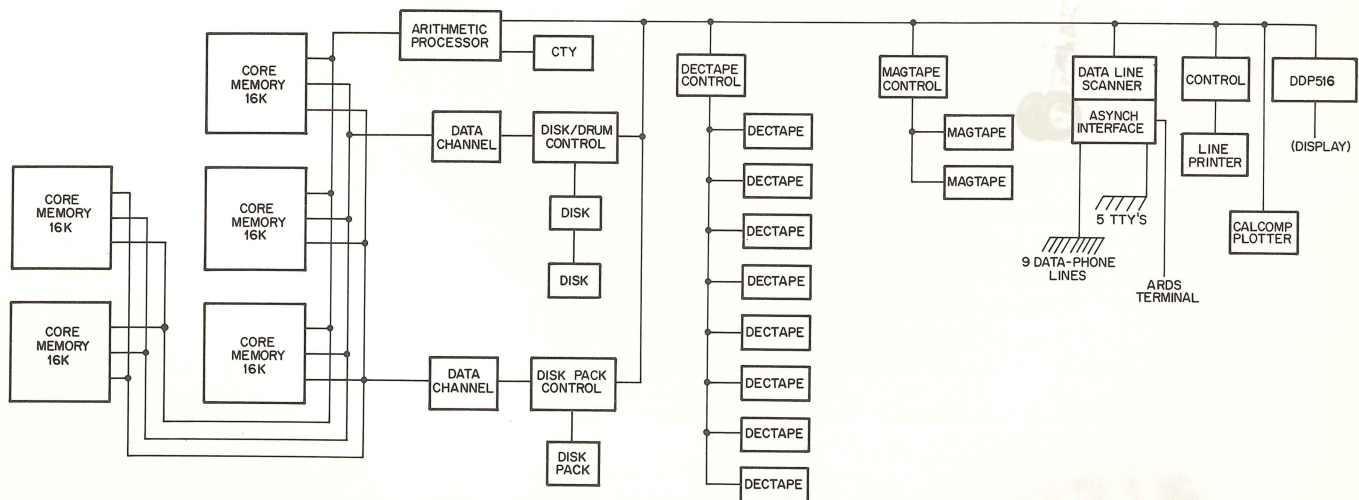 ARITHMETIC
PROCESSOR
CTY
CORE
MEMORY
16K
DATA
CHANNEL
DISK/DRUM
CONTROL
DISK
DISK
CORE
MEMORY
16K
CORE
MEMORY
16K
CORE
MEMORY
16K
CORE
MEMORY
16K
DATA
CHANNEL
DISK PACK
CONTROL
DISK
PACK
DECTAPE
CONTROL
DECTAPE
DECTAPE
DECTAPE
DECTAPE
DECTAPE
DECTAPE
DECTAPE
DECTAPE
MAGTAPE
CONTROL
MAGTAPE
MAGTAPE
DATA LINE
SCANNER
ASYNCH
INTERFACE
5 TTY'S
9 DATA-PHONE
LINES
ARDS
TERMINAL
CONTROL
LINE
PRINTER
CALCOMP
PLOTTER
DDP516
(DISPLAY)